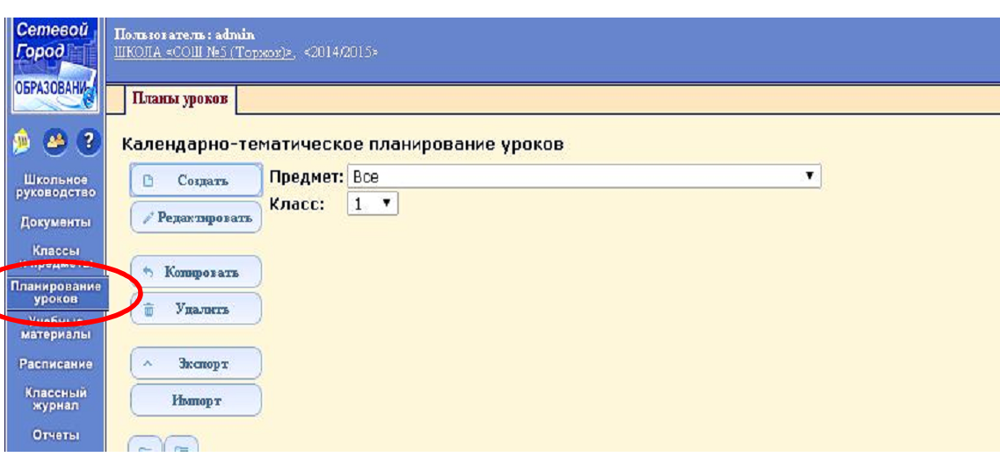 Сетевой
Город
ОБРАЗОВАНИ
Пользователь: admin
ШКОЛА «СОШ №5 (Торжок)», <2014/2015>
Планы уроков
Календарно-тематическое планирование уроков
Создать
Предмет: Все
Класс: 1
Редактировать
Копировать
Удалить
Экспорт
Импорт
Школьное
руководство
Документы
Классы
Планирование
уроков
Учебные
материалы
Расписание
Классный
журнал
Отчеты